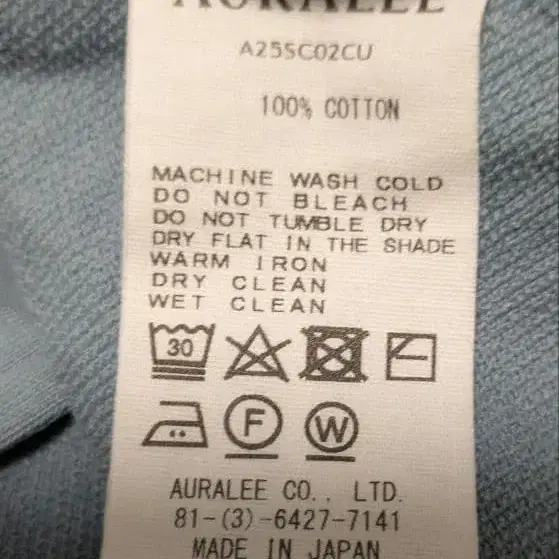 AURALEE
A25SC02CU
100% COTTON
MACHINE WASH COLD
DO NOT BLEACH
DO NOT TUMBLE DRY
DRY FLAT IN THE SHADE
WARM IRON
DRY CLEAN
WET CLEAN
30
F W
AURALEE CO., LTD.
81-(3)-6427-7141
MADE IN JAPAN